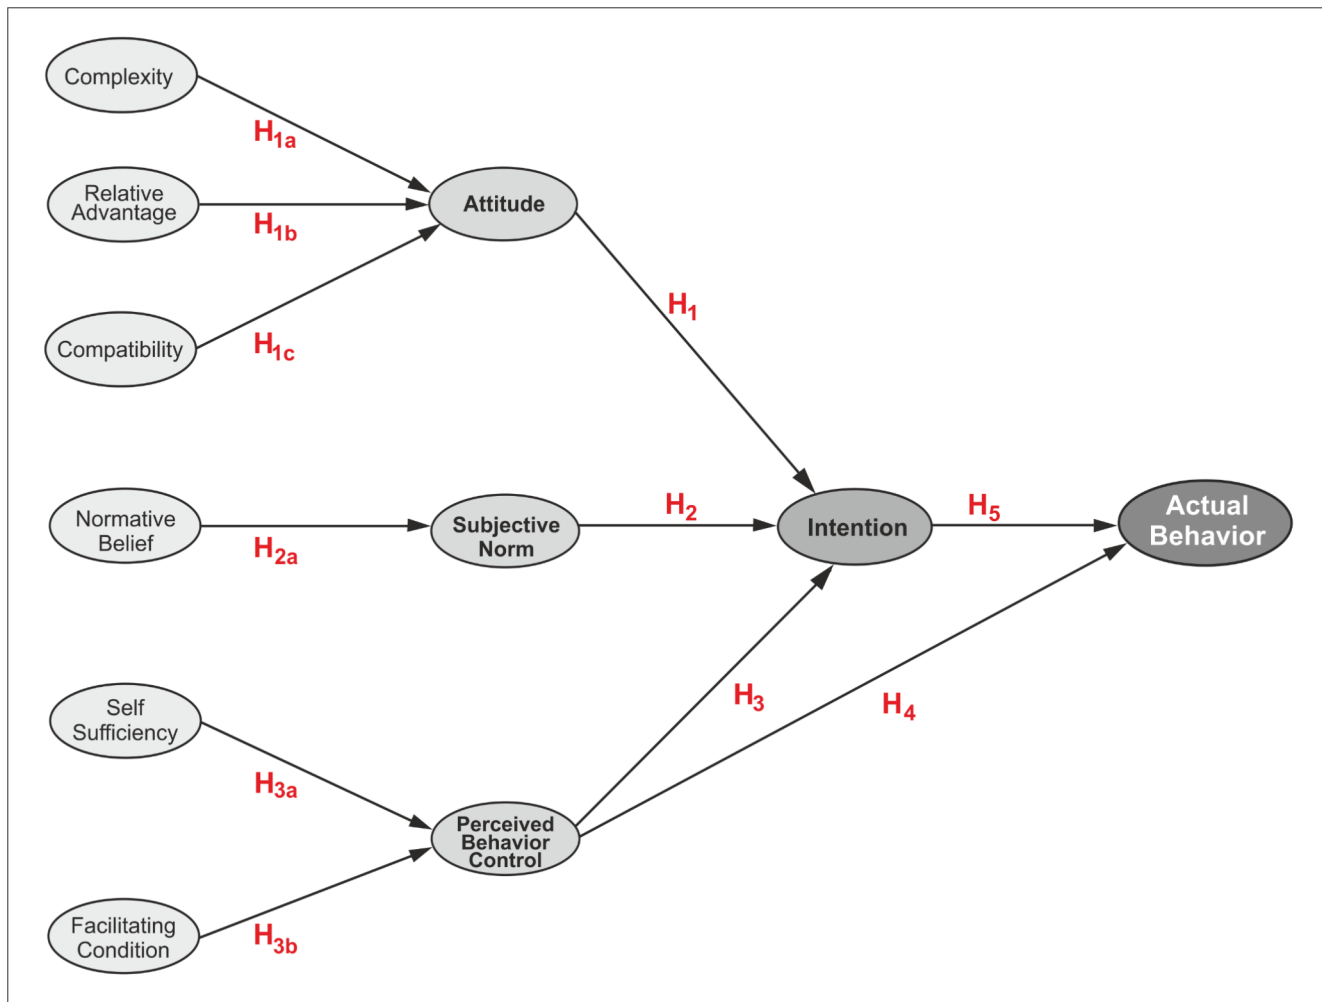 Complexity
H1a
Relative
Advantage
H1b
Attitude
Compatibility
H1c
H1
Normative
Belief
H2a
Subjective
Norm
H2
Intention
H5
Actual
Behavior
Self
Sufficiency
H3a
Perceived
Behavior
Control
H3
H4
Facilitating
Condition
H3b